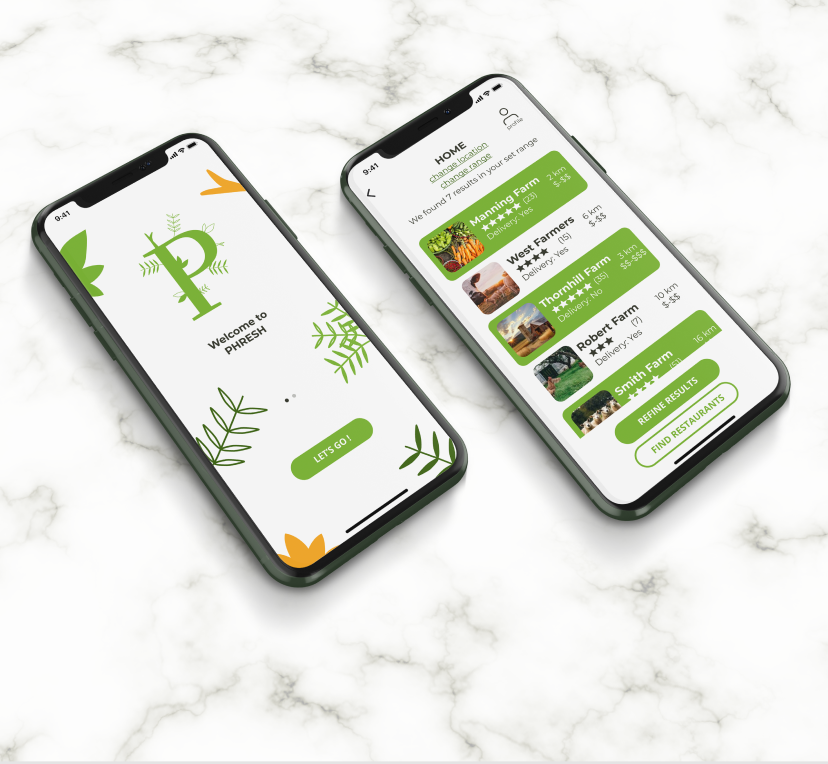 9:41
P
Welcome to
PHRESH
LET'S GO !
9:41
profile
HOME
change location
change range
We found 7 results in your set range
Manning Farm
2 km
★★★★★ (23)
$-$$
Delivery: Yes
West Farmers
6 km
★★★★ (15)
$-$$
Delivery: Yes
Thornhill Farm
3 km
★★★★★ (35)
$$-$$$
Delivery: No
Robert Farm
10 km
★★★ (7)
$-$$
Delivery: Yes
Smith Farm
16 km
★★★★ (51)
REFINE RESULTS
FIND RESTAURANTS